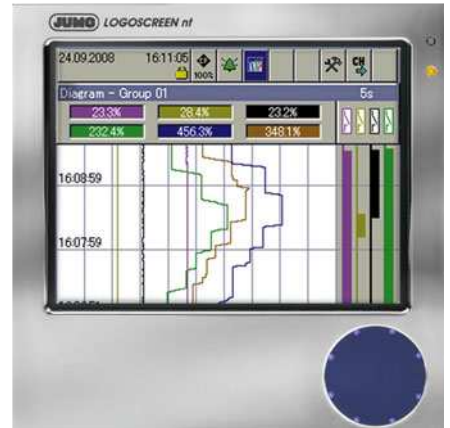 JUMO LOGOSCREEN nt
24.09.2008 16:11:05 100% CH
Diagram - Group 01 5s
23.3% 28.4% 23.2%
232.4% 456.3% 348.1%
16:08:59
16:07:59